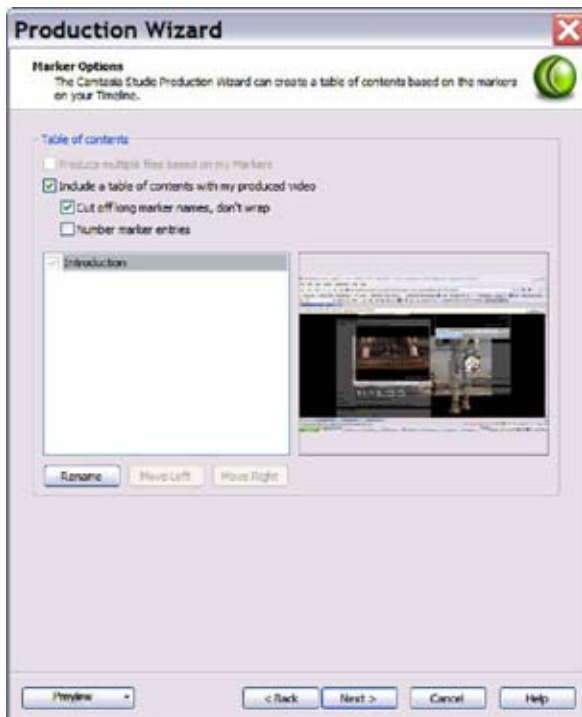 Production Wizard
Marker Options
The Camtasia Studio Production Wizard can create a table of contents based on the markers
on your Timeline.
Table of contents
Produce multiple files based on my Markers
Include a table of contents with my produced video
Cut off long marker names, don't wrap
Number marker entries
Introduction
Rename
Move Left
Move Right
Preview
< Back
Next >
Cancel
Help